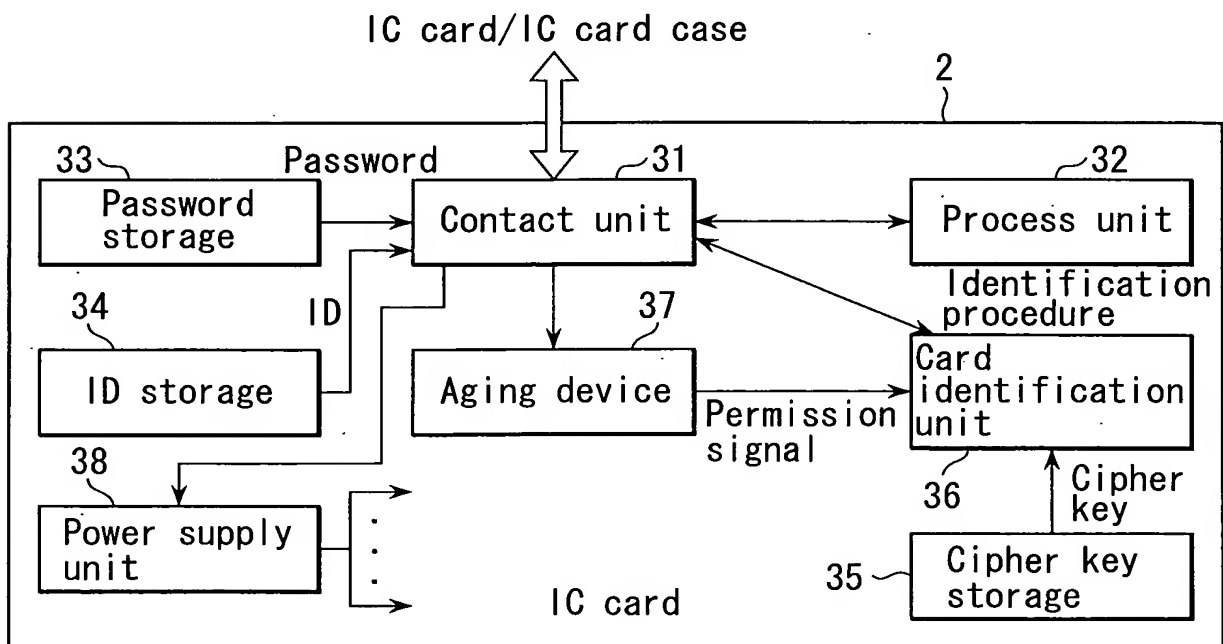 IC card/IC card case
2
33
Password
31
32
Password
storage
Contact unit
Process unit
34
ID
37
Identification
procedure
ID storage
Aging device
Card
identification
unit
Permission
signal
38
36
Cipher
key
Power supply
unit
35
Cipher key
storage
IC card